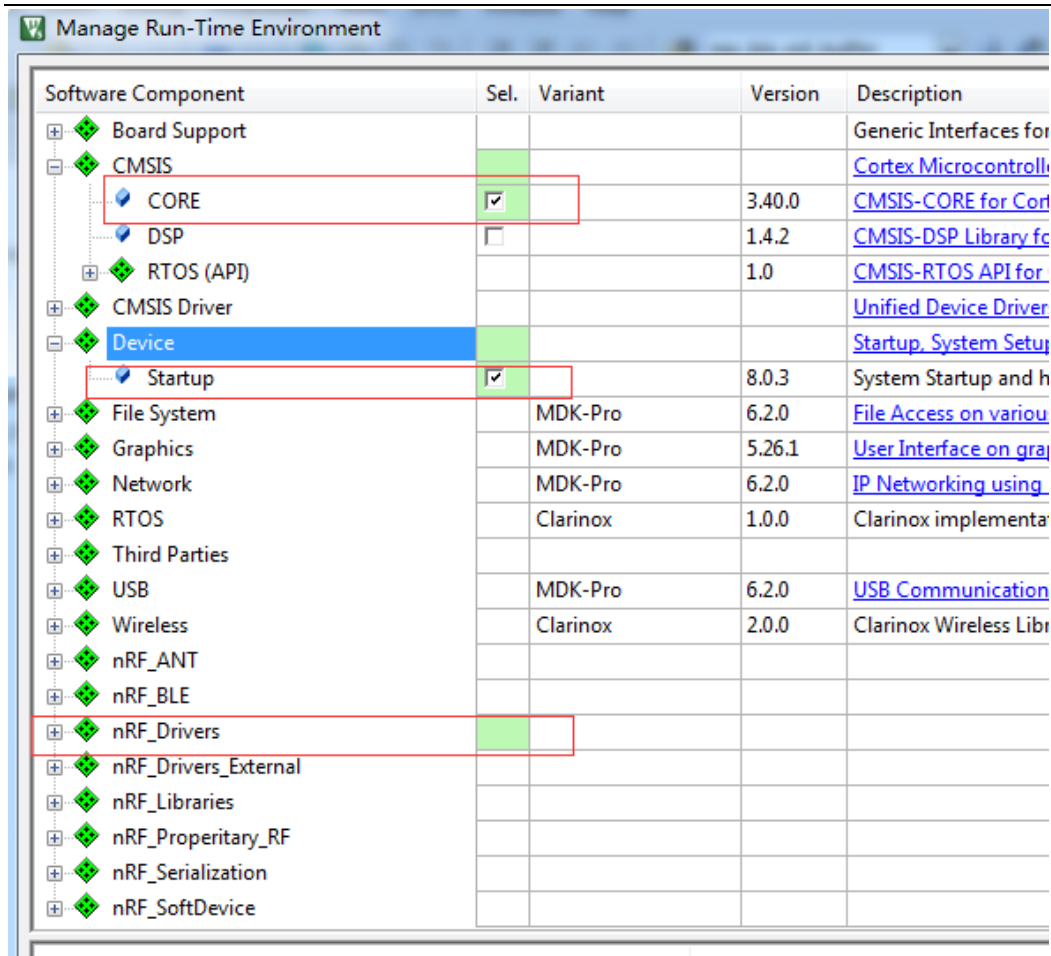 Manage Run-Time Environment
Software Component Sel. Variant Version Description
Board Support Generic Interfaces for
CMSIS Cortex Microcontrolle
CORE 3.40.0 CMSIS-CORE for Cort
DSP 1.4.2 CMSIS-DSP Library fo
RTOS (API) 1.0 CMSIS-RTOS API for
CMSIS Driver Unified Device Drivers
Device Startup, System Setup
Startup 8.0.3 System Startup and h
File System MDK-Pro 6.2.0 File Access on various
Graphics MDK-Pro 5.26.1 User Interface on grap
Network MDK-Pro 6.2.0 IP Networking using
RTOS Clarinox 1.0.0 Clarinox implementat
Third Parties
USB MDK-Pro 6.2.0 USB Communication
Wireless Clarinox 2.0.0 Clarinox Wireless Libr
nRF_ANT
nRF_BLE
nRF_Drivers
nRF_Drivers_External
nRF_Libraries
nRF_Properitary_RF
nRF_Serialization
nRF_SoftDevice